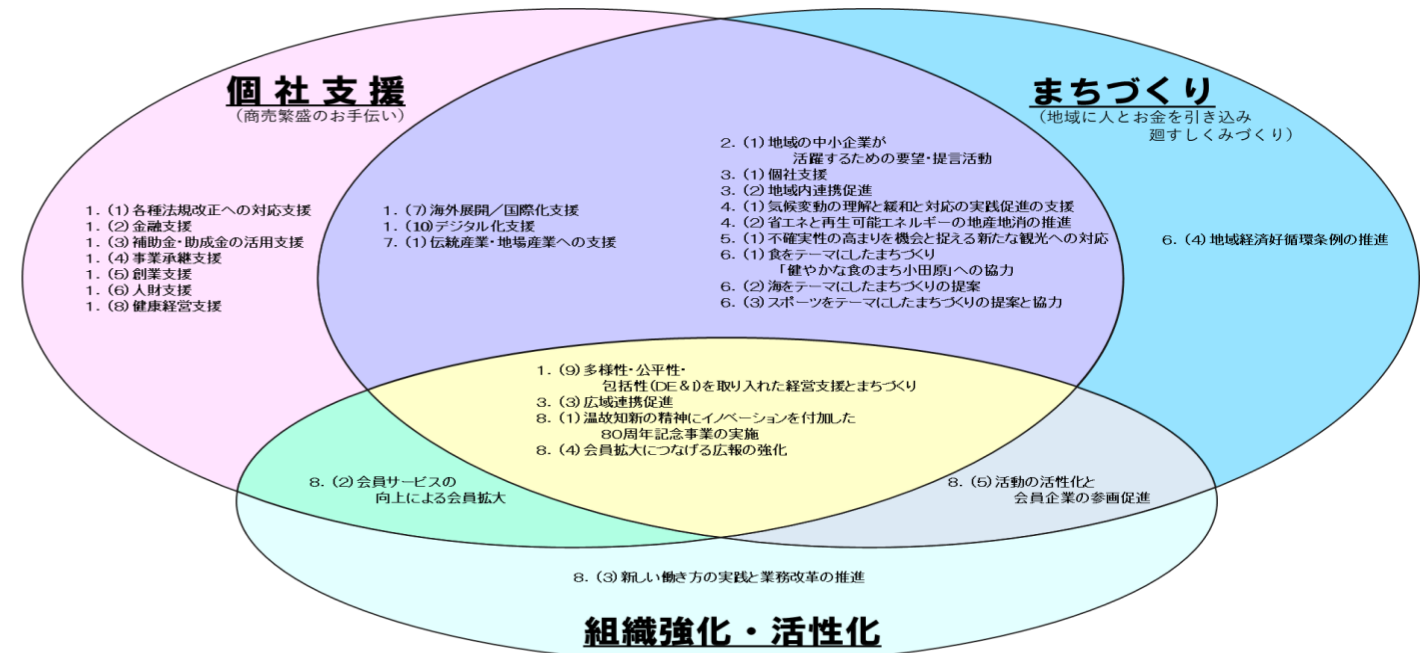 個社支援
（商売繁盛のお手伝い）
まちづくり
（地域に人とお金を引き込み
廻すしくみづくり）
1．(1)各種法規改正への対応支援
1．(2)金融支援
1．(3)補助金・助成金の活用支援
1．(4)事業承継支援
1．(5)創業支援
1．(6)人財支援
1．(8)健康経営支援
1．(7)海外展開／国際化支援
1．(10)デジタル化支援
7．(1)伝統産業・地場産業への支援
2．(1)地域の中小企業が
活躍するための要望・提言活動
3．(1)個社支援
3．(2)地域内連携促進
4．(1)気候変動の理解と緩和と対応の実践促進の支援
4．(2)省エネと再生可能エネルギーの地産地消の推進
5．(1)不確実性の高まりを機会と捉える新たな観光への対応
6．(1)食をテーマにしたまちづくり
「健やかな食のまち小田原」への協力
6．(2)海をテーマにしたまちづくりの提案
6．(3)スポーツをテーマにしたまちづくりの提案と協力
6．(4)地域経済好循環条例の推進
1．(9)多様性・公平性・
包括性(DE＆I)を取り入れた経営支援とまちづくり
3．(3)広域連携促進
8．(1)温故知新の精神にイノベーションを付加した
80周年記念事業の実施
8．(4)会員拡大につなげる広報の強化
8．(2)会員サービスの
向上による会員拡大
8．(5)活動の活性化と
会員企業の参画促進
8．(3)新しい働き方の実践と業務改革の推進
組織強化・活性化